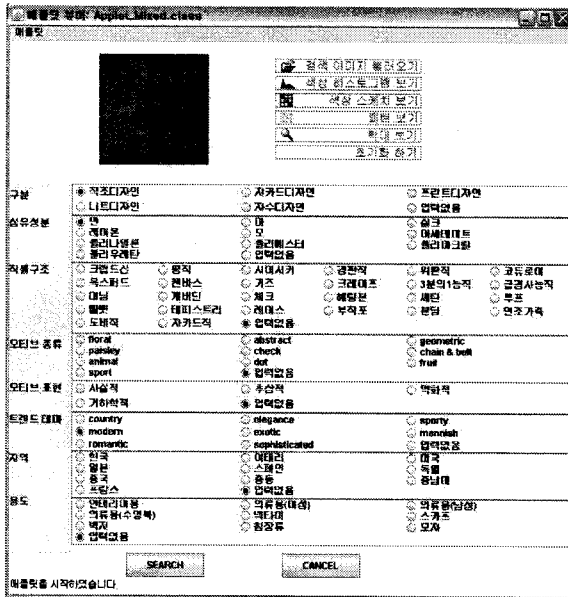 애플릿 뷰어: Applet_Mixed.class
애플릿
검색 이미지 불러오기
색상 히스토그램 보기
색상 스케치 보기
패턴 보기
확대 보기
초기화 하기
구분
직조디자인 자카드디자인 프린트디자인
니트디자인 자수디자인 입력없음
섬유성분
면 마 실크
레이온 모 아세테이트
폴리나일론 폴리에스터 폴리아크릴
폴리우레탄 입력없음
직물구조
크랩드신 평직 시어서커 경편직 위편직 코듀로이
옥스퍼드 캔버스 거즈 크레이프 3분의1능직 급경사능직
데님 개버딘 체크 헤링본 새틴 루프
벨벳 테피스트리 레이스 부직포 본딩 인조가죽
도비직 자카드직 입력없음
모티브 종류
floral abstract geometric
paisley check chain & belt
animal dot fruit
sport 입력없음
모티브 표현
사실적 추상적 만화적
기하학적 입력없음
트렌드테마
country elegance sporty
modern exotic mannish
romantic sophisticated 입력없음
지역
한국 이태리 미국
일본 스페인 독일
중국 중동 중남미
프랑스 입력없음
용도
인테리어용 의류용(여성) 의류용(남성)
의류용(수영복) 넥타이 스카프
벽지 침장류 모자
입력없음
SEARCH CANCEL
애플릿을 시작하였습니다.